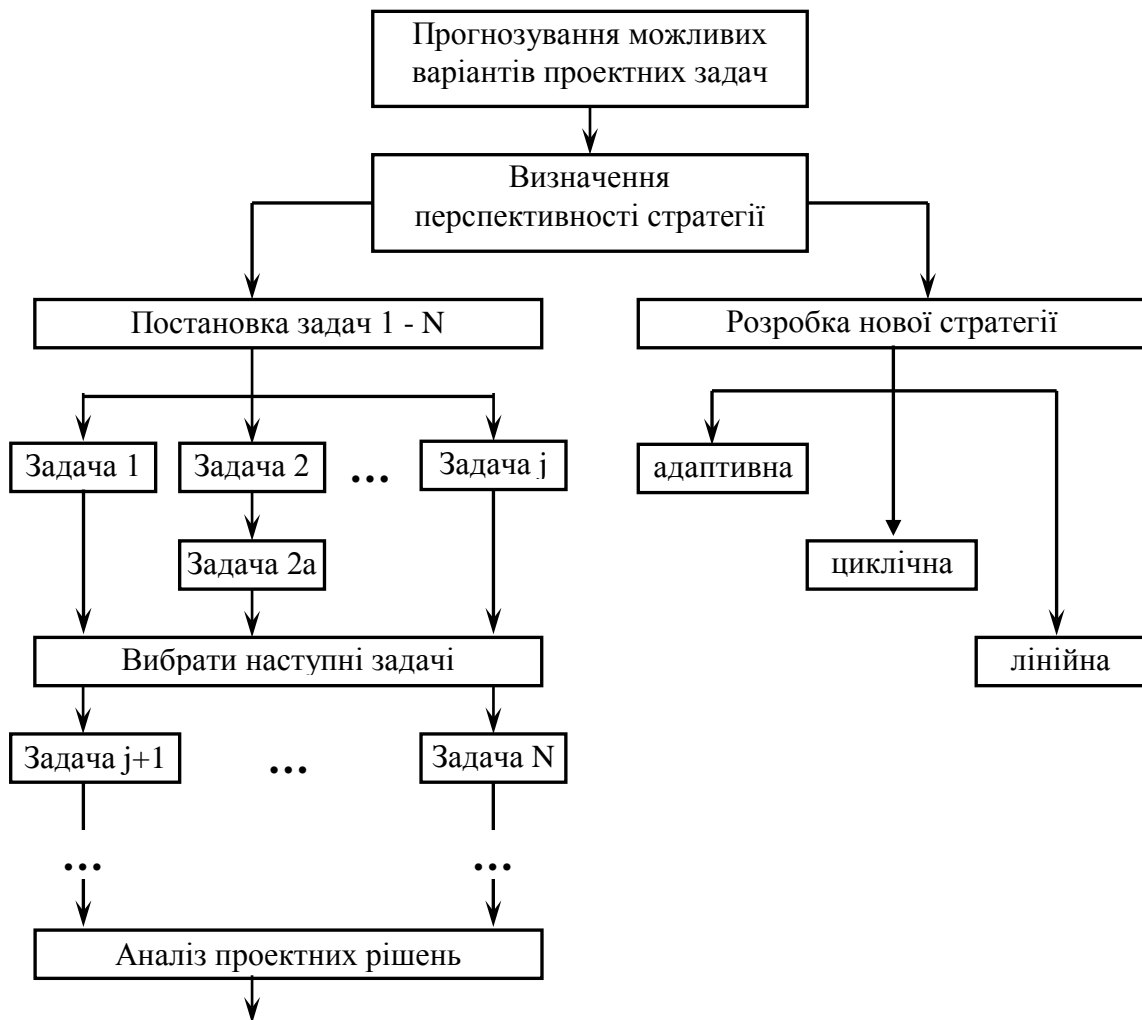 Прогнозування можливих
варіантів проектних задач
Визначення
перспективності стратегії
Постановка задач 1 - N
Розробка нової стратегії
Задача 1
Задача 2
...
Задача j
адаптивна
Задача 2а
циклічна
Вибрати наступні задачі
лінійна
Задача j+1
...
Задача N
...
...
Аналіз проектних рішень